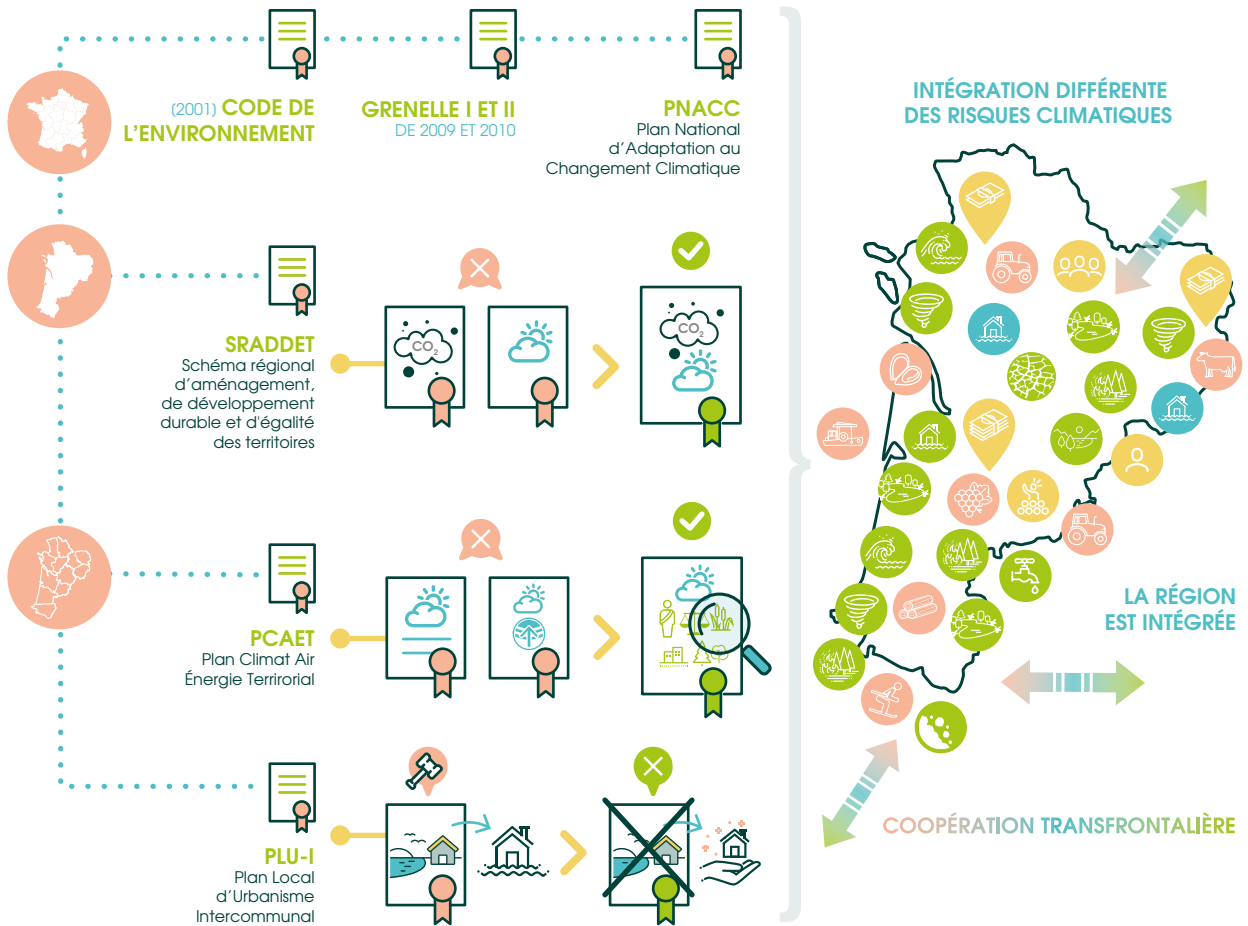 (2001) CODE DE
L'ENVIRONNEMENT
GRENELLE I ET II
DE 2009 ET 2010
PNACC
Plan National
d'Adaptation au
Changement Climatique
SRADDET
Schéma régional
d'aménagement,
de développement
durable et d'égalité
des territoires
CO2
CO2
PCAET
Plan Climat Air
Énergie Terrirorial
PLU-I
Plan Local
d'Urbanisme
Intercommunal
INTÉGRATION DIFFÉRENTE
DES RISQUES CLIMATIQUES
LA RÉGION
EST INTÉGRÉE
COOPÉRATION TRANSFRONTALIÈRE